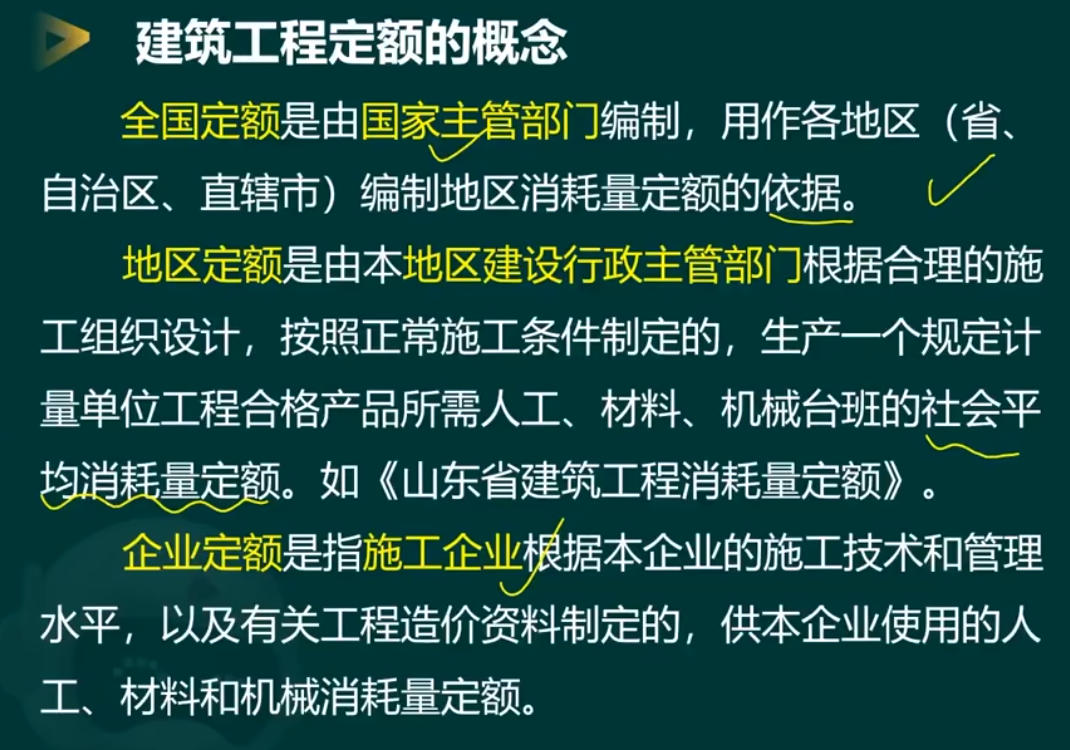 建筑工程定额的概念
全国定额是由国家主管部门编制，用作各地区（省、
自治区、直辖市）编制地区消耗量定额的依据。
地区定额是由本地区建设行政主管部门根据合理的施
工组织设计，按照正常施工条件制定的，生产一个规定计
量单位工程合格产品所需人工、材料、机械台班的社会平
均消耗量定额。如《山东省建筑工程消耗量定额》。
企业定额是指施工企业根据本企业的施工技术和管理
水平，以及有关工程造价资料制定的，供本企业使用的人
工、材料和机械消耗量定额。